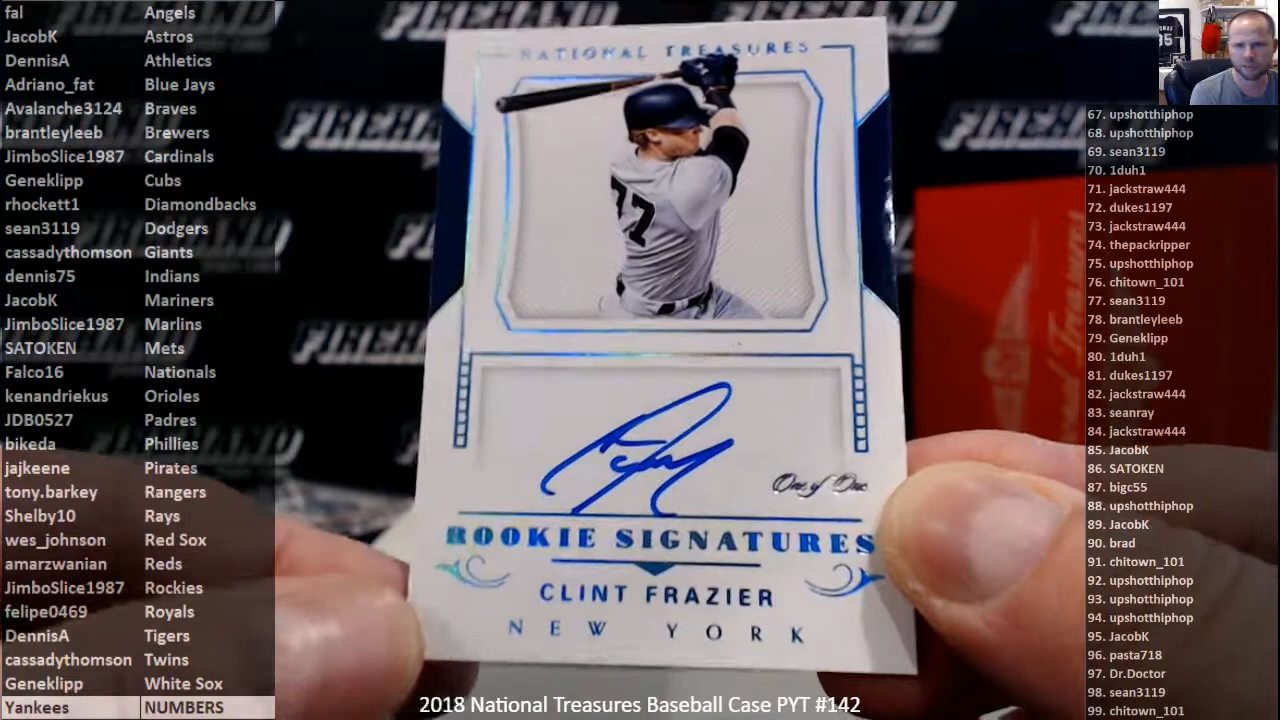 fal Angels
JacobK Astros
DennisA Athletics
Adriano_fat Blue Jays
Avalanche3124 Braves
brantleyleeb Brewers
JimboSlice1987 Cardinals
Geneklipp Cubs
rhockett1 Diamondbacks
sean3119 Dodgers
cassadythomson Giants
dennis75 Indians
JacobK Mariners
JimboSlice1987 Marlins
SATOKEN Mets
Falco16 Nationals
kenandriekus Orioles
JDB0527 Padres
bikeda Phillies
jajkeene Pirates
tony.barkey Rangers
Shelby10 Rays
wes_johnson Red Sox
amarzwanian Reds
JimboSlice1987 Rockies
felipe0469 Royals
DennisA Tigers
cassadythomson Twins
Geneklipp White Sox
Yankees NUMBERS
FIREHAND
FIREHAND
FIREHAND
FIREHAND
NATIONAL TREASURES
77
One of One
ROOKIE SIGNATURES
CLINT FRAZIER
NEW YORK
2018 National Treasures Baseball Case PYT #142
67. upshotthiphop
68. upshotthiphop
69. sean3119
70. 1duh1
71. jackstraw444
72. dukes1197
73. jackstraw444
74. thepackripper
75. upshotthiphop
76. chitown_101
77. sean3119
78. brantleyleeb
79. Geneklipp
80. 1duh1
81. dukes1197
82. jackstraw444
83. seanray
84. jackstraw444
85. JacobK
86. SATOKEN
87. bigc55
88. upshotthiphop
89. JacobK
90. brad
91. chitown_101
92. upshotthiphop
93. upshotthiphop
94. upshotthiphop
95. JacobK
96. pasta718
97. Dr.Doctor
98. sean3119
99. chitown_101